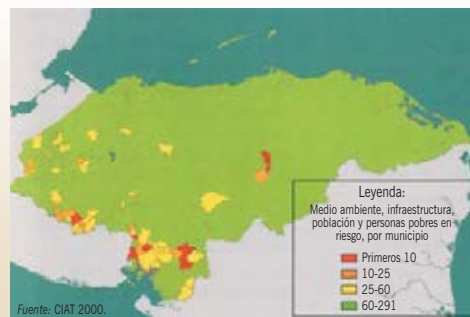 Leyenda:
Medio ambiente, infraestructura,
población y personas pobres en
riesgo, por municipio
Primeros 10
10-25
25-60
60-291
Fuente: CIAT 2000.